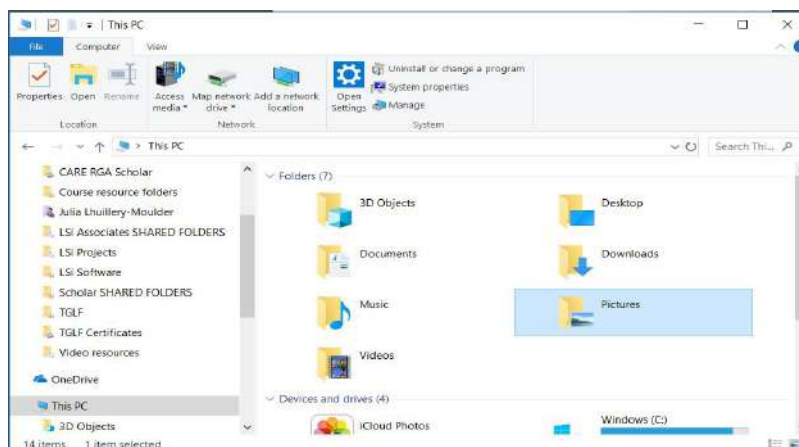 This PC
File Computer View
Properties Open Rename Access media Map network drive Add a network location Open Settings
Uninstall or change a program
System properties
Manage
Location Network System
This PC
Search Thi...
CARE RGA Scholar
Course resource folders
Julia Lhuillery-Moulder
LSi Associates SHARED FOLDERS
LSi Projects
LSi Software
Scholar SHARED FOLDERS
TGLF
TGLF Certificates
Video resources
OneDrive
This PC
3D Objects
Folders (7)
3D Objects Desktop
Documents Downloads
Music Pictures
Videos
Devices and drives (4)
iCloud Photos Windows (C:)
14 items 1 item selected